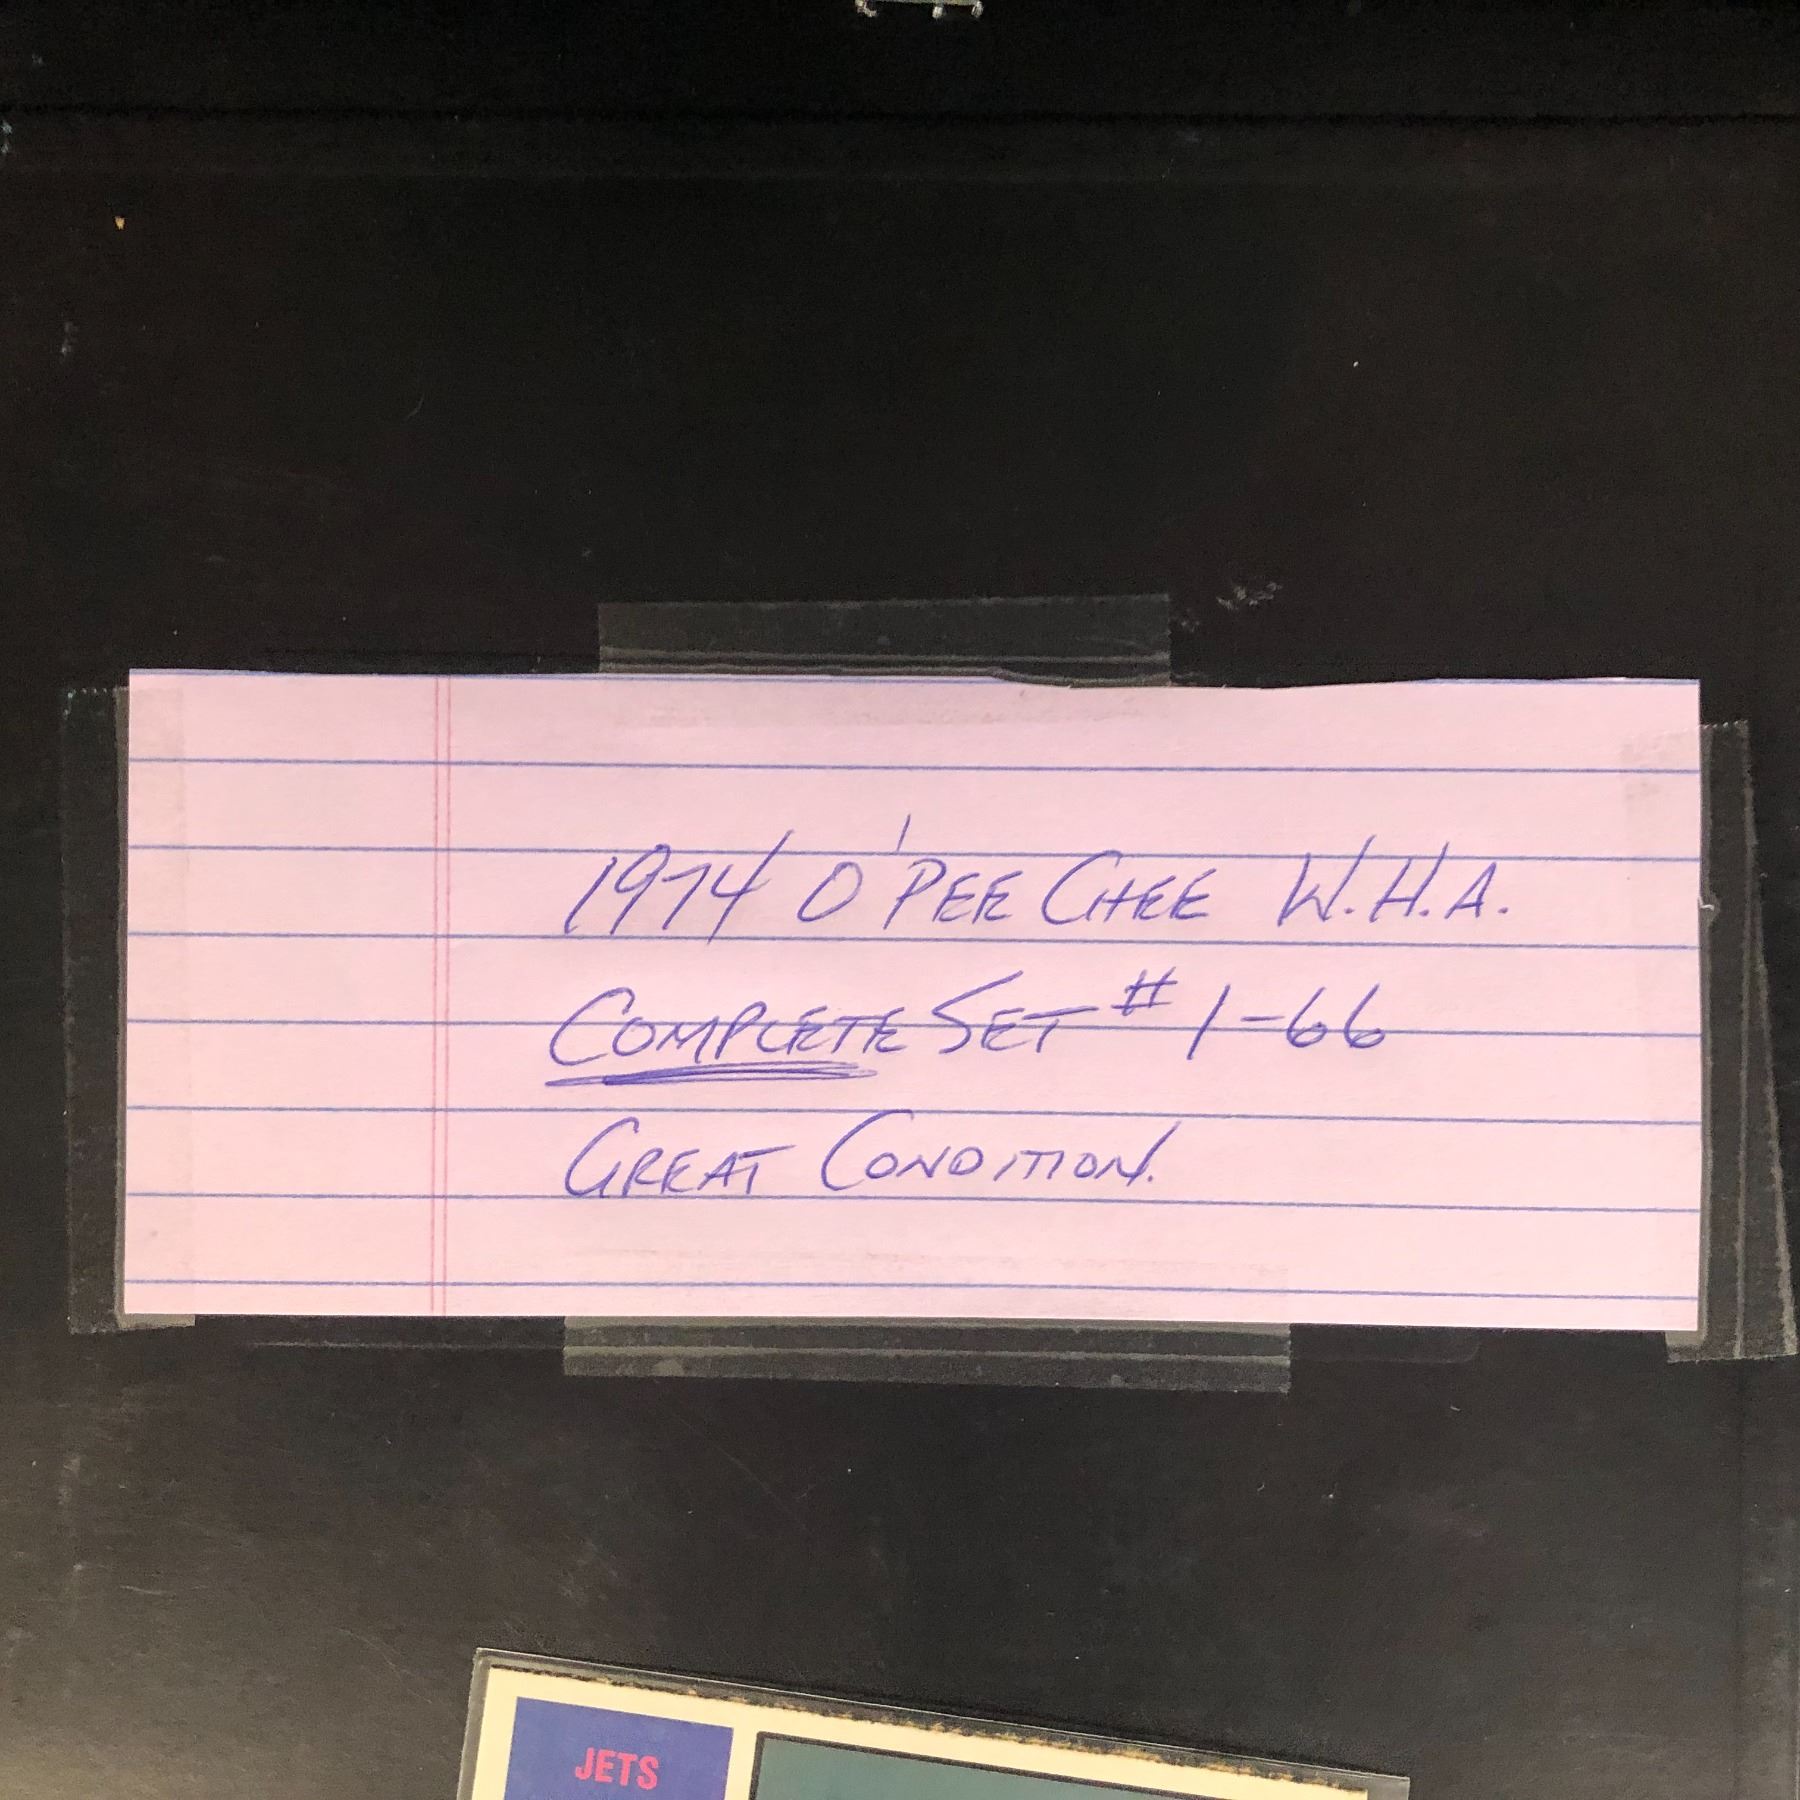 1974 O'PEE CHEE W.H.A.
COMPLETE SET # 1-66
GREAT CONDITION.
JETS